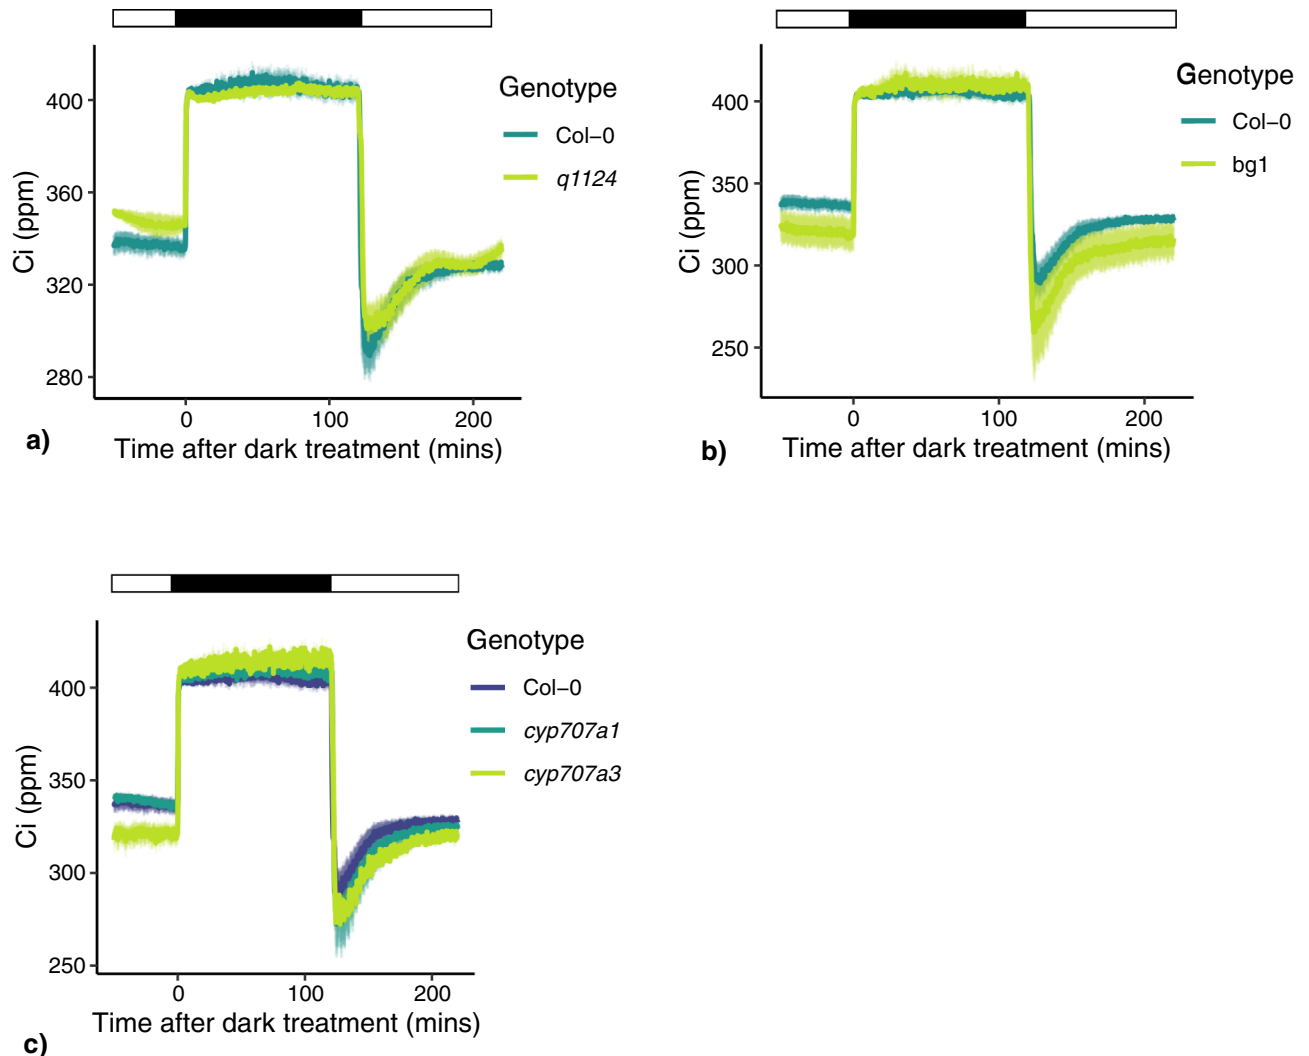 Genotype
Col−0
q1124
Ci (ppm)
400
360
320
280
0
100
200
Time after dark treatment (mins)
a)
Genotype
Col−0
bg1
Ci (ppm)
400
350
300
250
0
100
200
Time after dark treatment (mins)
b)
Genotype
Col−0
cyp707a1
cyp707a3
Ci (ppm)
400
350
300
250
0
100
200
Time after dark treatment (mins)
c)